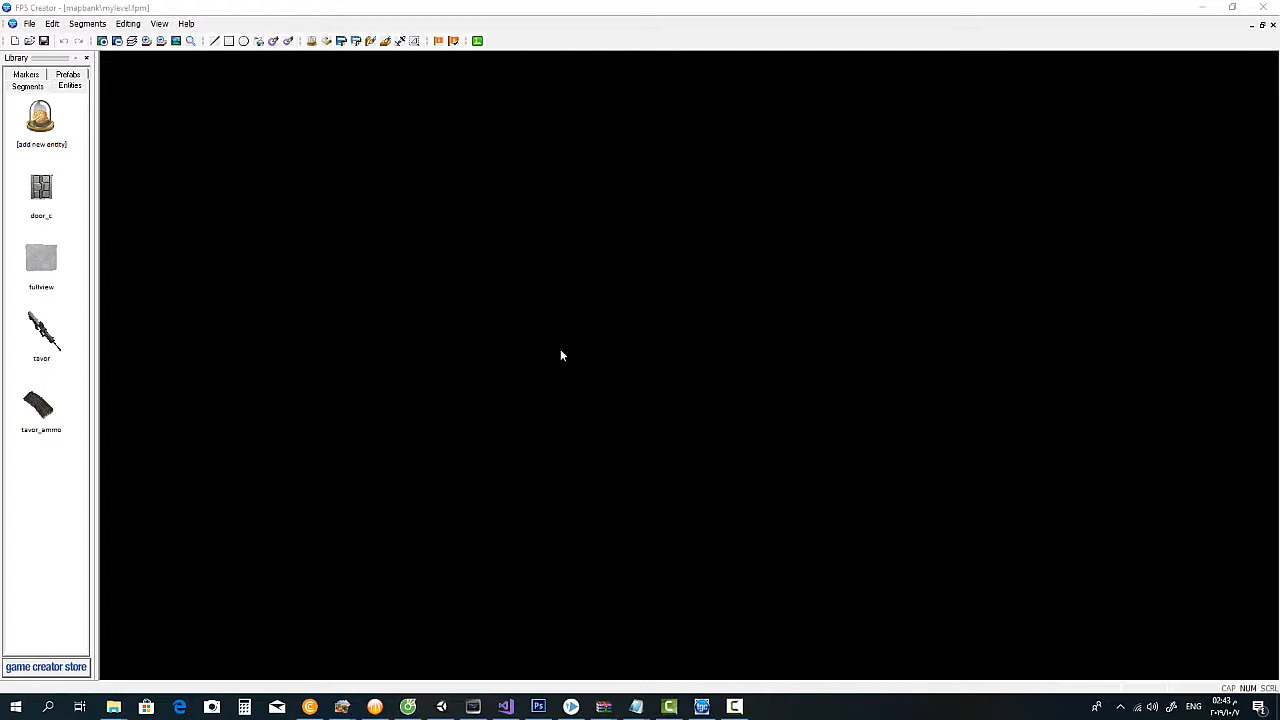 FPS Creator - [mapbank\mylevel.fpm]
File Edit Segments Editing View Help
Library
Markers Prefabs
Segments Entities
[add new entity]
door_c
fullview
tavor
tavor_ammo
game creator store
CAP NUM SCRL
ENG
02:43 م